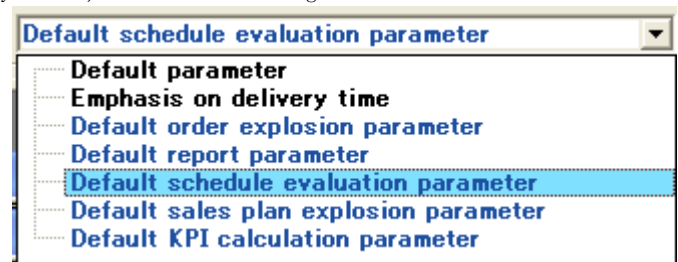 Default schedule evaluation parameter
Default parameter
Emphasis on delivery time
Default order explosion parameter
Default report parameter
Default schedule evaluation parameter
Default sales plan explosion parameter
Default KPI calculation parameter